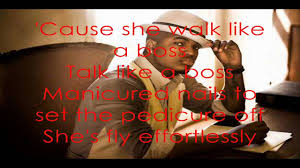 'Cause she walk like
a boss
Talk like a boss
Manicured nails to
set the pedicure off
She's fly effortlessly